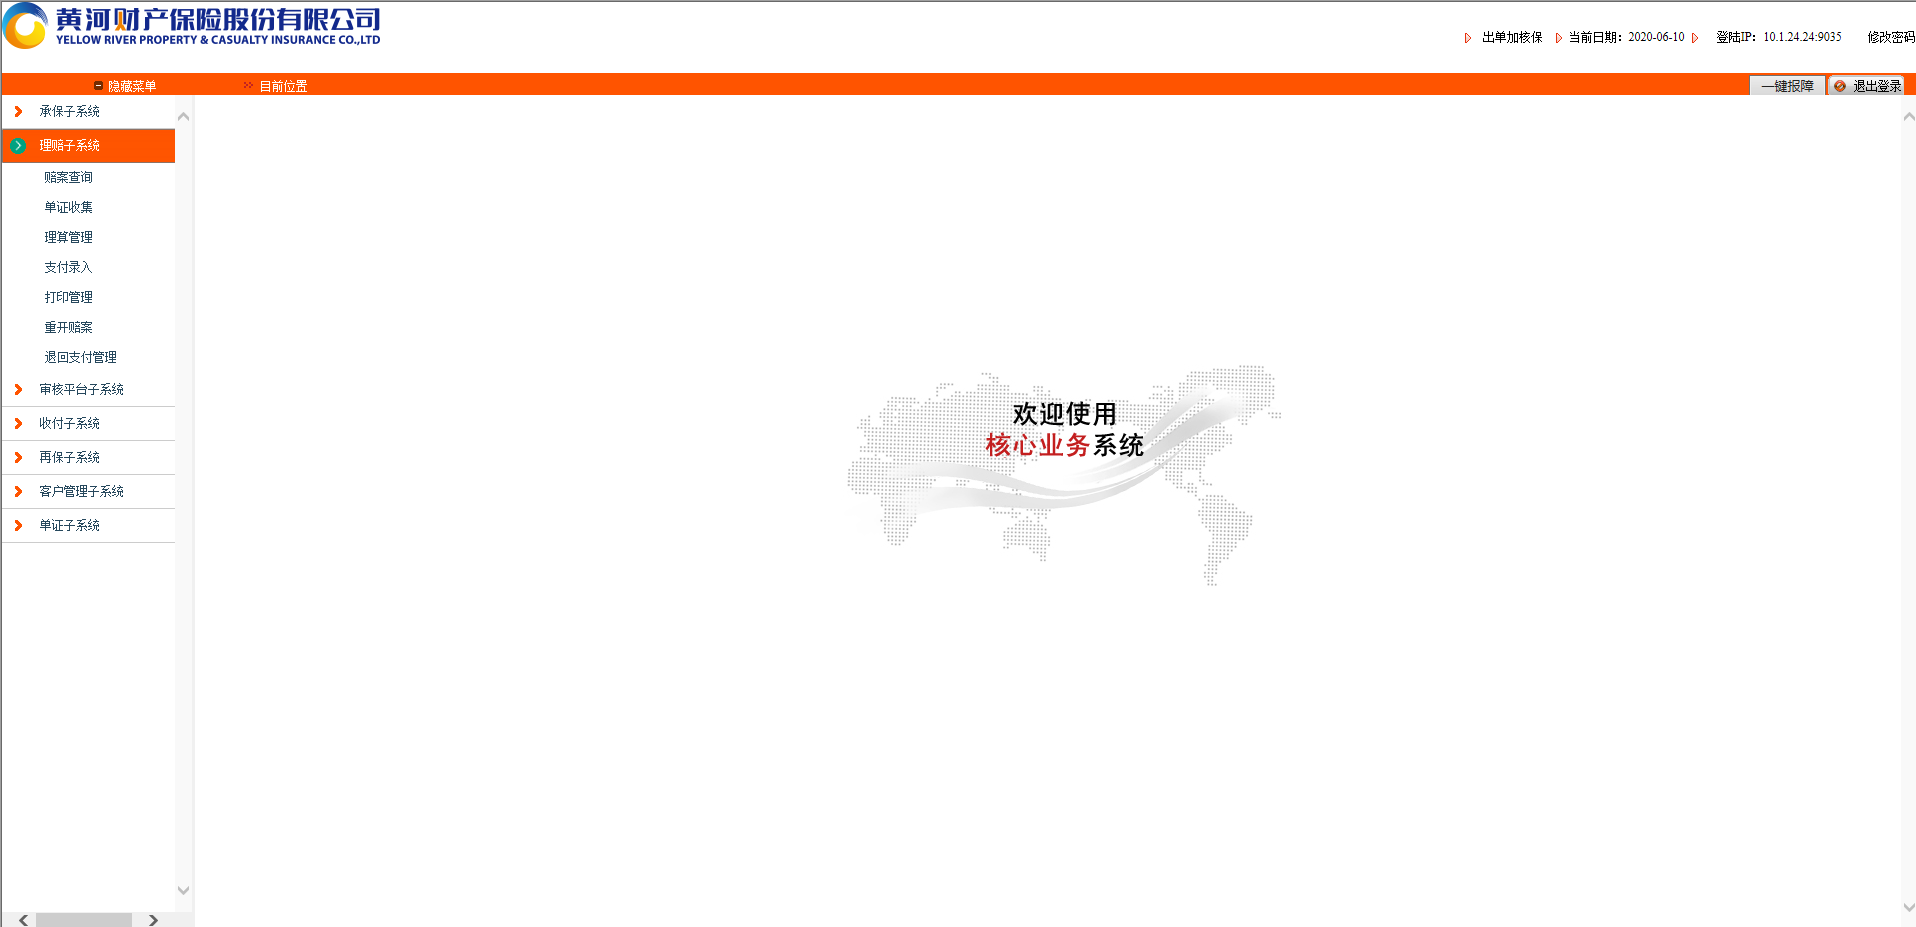 黄河财产保险股份有限公司
YELLOW RIVER PROPERTY & CASUALTY INSURANCE CO.,LTD
出单加核保 当前日期：2020-06-10 登陆IP：10.1.24.24:9035 修改密码
隐藏菜单 目前位置 一键报障 退出登录
承保子系统
理赔子系统
赔案查询
单证收集
理算管理
支付录入
打印管理
重开赔案
退回支付管理
审核平台子系统
收付子系统
再保子系统
客户管理子系统
单证子系统
欢迎使用
核心业务系统